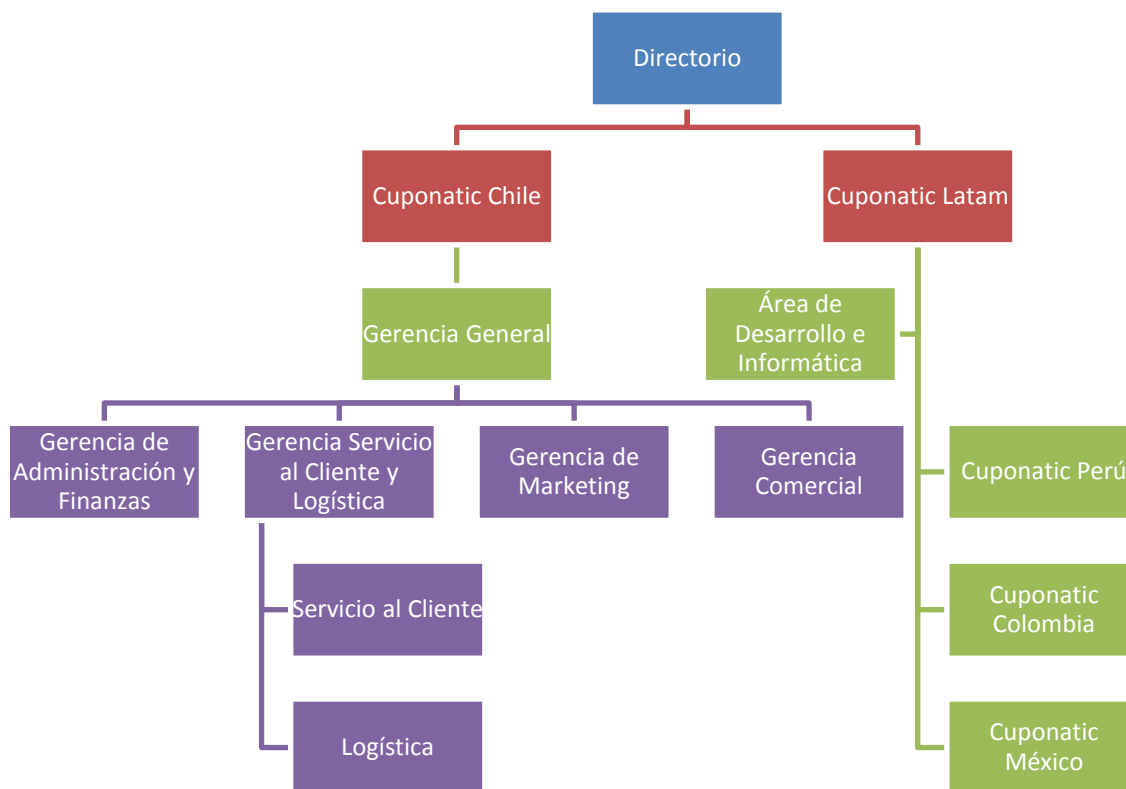 Directorio
Cuponatic Chile
Cuponatic Latam
Gerencia General
Área de
Desarrollo e
Informática
Gerencia de
Administración y
Finanzas
Gerencia Servicio
al Cliente y
Logística
Gerencia de
Marketing
Gerencia
Comercial
Cuponatic Perú
Servicio al Cliente
Cuponatic
Colombia
Logística
Cuponatic
México